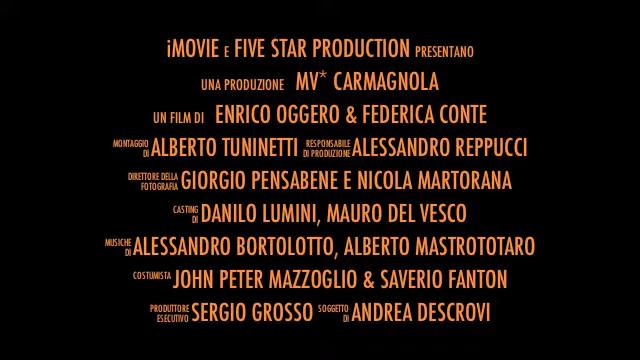 iMOVIE E FIVE STAR PRODUCTION PRESENTANO
UNA PRODUZIONE MV* CARMAGNOLA
UN FILM DI ENRICO OGGERO & FEDERICA CONTE
MONTAGGIO DI ALBERTO TUNINETTI RESPONSABILE DI PRODUZIONE ALESSANDRO REPPUCCI
DIRETTORE DELLA FOTOGRAFIA GIORGIO PENSABENE E NICOLA MARTORANA
CASTING DI DANILO LUMINI, MAURO DEL VESCO
MUSICHE DI ALESSANDRO BORTOLOTTO, ALBERTO MASTROTOTARO
COSTUMISTA JOHN PETER MAZZOGLIO & SAVERIO FANTON
PRODUTTORE ESECUTIVO SERGIO GROSSO SOGGETTO DI ANDREA DESCROVI